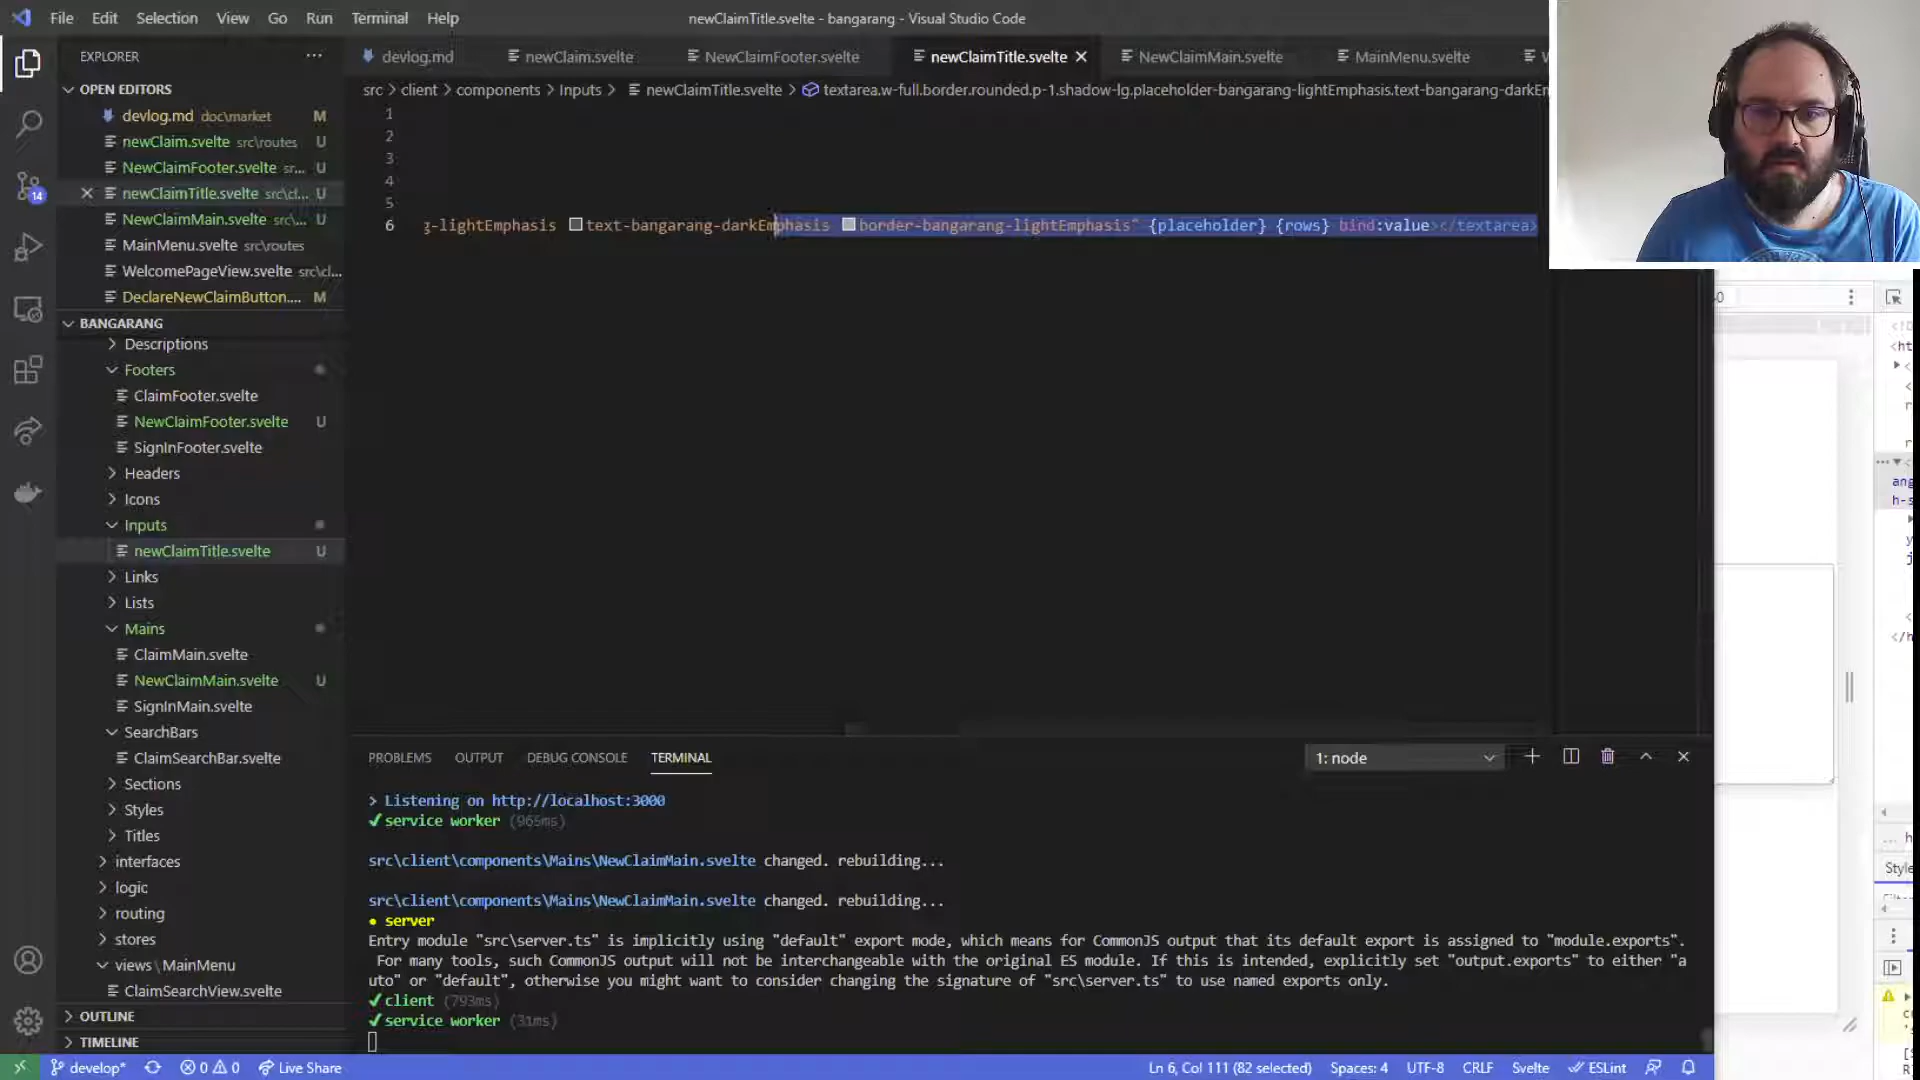 File Edit Selection View Go Run Terminal Help
newClaimTitle.svelte - bangarang - Visual Studio Code
EXPLORER
OPEN EDITORS
devlog.md doc\market M
newClaim.svelte src\routes U
NewClaimFooter.svelte sr... U
newClaimTitle.svelte src\cl... U
NewClaimMain.svelte src\... U
MainMenu.svelte src\routes
WelcomePageView.svelte src\cl...
DeclareNewClaimButton.... M
BANGARANG
Descriptions
Footers
ClaimFooter.svelte
NewClaimFooter.svelte U
SignInFooter.svelte
Headers
Icons
Inputs
newClaimTitle.svelte U
Links
Lists
Mains
ClaimMain.svelte
NewClaimMain.svelte U
SignInMain.svelte
SearchBars
ClaimSearchBar.svelte
Sections
Styles
Titles
interfaces
logic
routing
stores
views\MainMenu
ClaimSearchView.svelte
OUTLINE
TIMELINE
14
devlog.md newClaim.svelte NewClaimFooter.svelte newClaimTitle.svelte NewClaimMain.svelte MainMenu.svelte
src > client > components > Inputs > newClaimTitle.svelte > textarea.w-full.border.rounded.p-1.shadow-lg.placeholder-bangarang-lightEmphasis.text-bangarang-darkEm
1
2
3
4
5
6 g-lightEmphasis text-bangarang-darkEmphasis border-bangarang-lightEmphasis" {placeholder} {rows} bind:value></textarea>
PROBLEMS OUTPUT DEBUG CONSOLE TERMINAL
1: node
> Listening on http://localhost:3000
✓service worker (965ms)
src\client\components\Mains\NewClaimMain.svelte changed. rebuilding...
src\client\components\Mains\NewClaimMain.svelte changed. rebuilding...
• server
Entry module "src\server.ts" is implicitly using "default" export mode, which means for CommonJS output that its default export is assigned to "module.exports".
For many tools, such CommonJS output will not be interchangeable with the original ES module. If this is intended, explicitly set "output.exports" to either "a
uto" or "default", otherwise you might want to consider changing the signature of "src\server.ts" to use named exports only.
✓client (793ms)
✓service worker (31ms)
develop* 0 0 Live Share
Ln 6, Col 111 (82 selected) Spaces: 4 UTF-8 CRLF Svelte ESLint